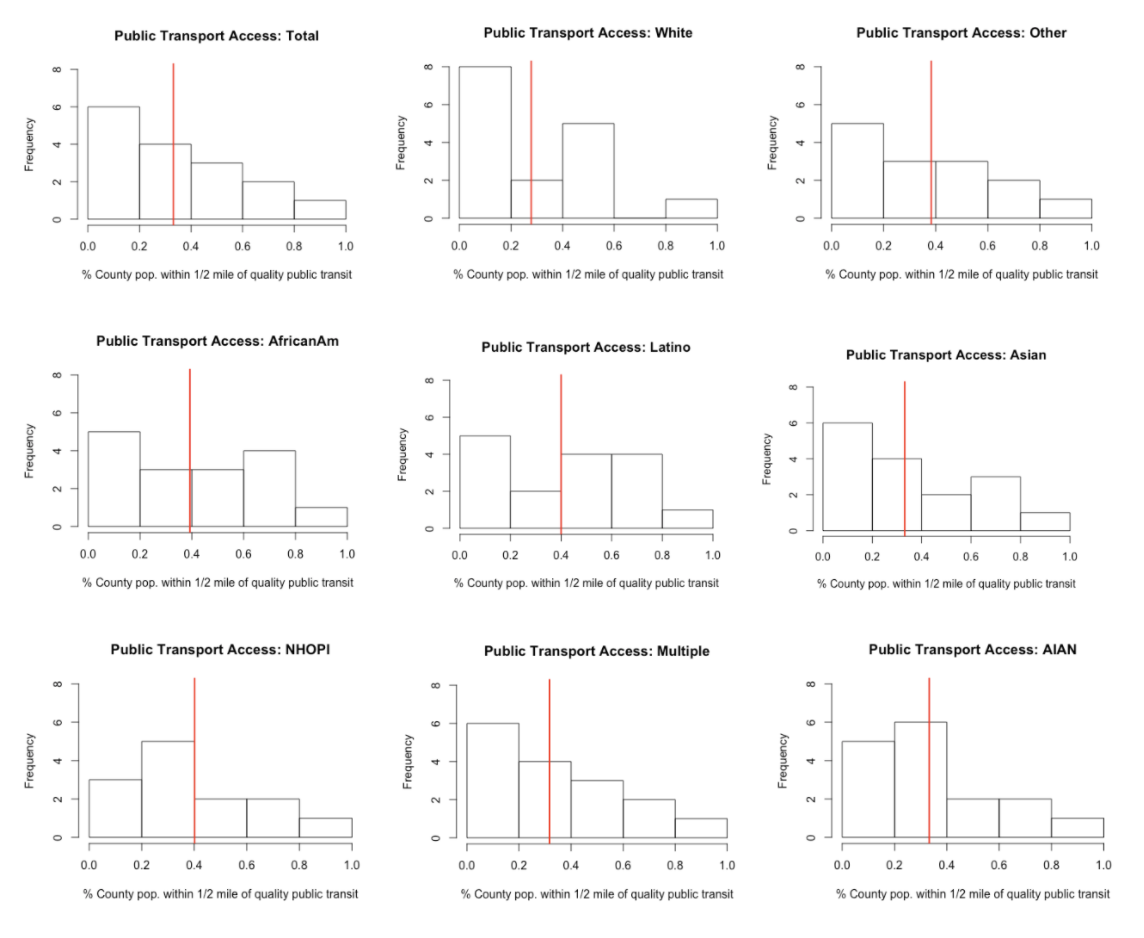 Public Transport Access: Total
Public Transport Access: White
Public Transport Access: Other
Frequency
0 2 4 6 8
0.0 0.2 0.4 0.6 0.8 1.0
% County pop. within 1/2 mile of quality public transit
Frequency
0 2 4 6 8
0.0 0.2 0.4 0.6 0.8 1.0
% County pop. within 1/2 mile of quality public transit
Frequency
0 2 4 6 8
0.0 0.2 0.4 0.6 0.8 1.0
% County pop. within 1/2 mile of quality public transit
Public Transport Access: AfricanAm
Public Transport Access: Latino
Public Transport Access: Asian
Frequency
0 2 4 6 8
0.0 0.2 0.4 0.6 0.8 1.0
% County pop. within 1/2 mile of quality public transit
Frequency
0 2 4 6 8
0.0 0.2 0.4 0.6 0.8 1.0
% County pop. within 1/2 mile of quality public transit
Frequency
0 2 4 6 8
0.0 0.2 0.4 0.6 0.8 1.0
% County pop. within 1/2 mile of quality public transit
Public Transport Access: NHOPI
Public Transport Access: Multiple
Public Transport Access: AIAN
Frequency
0 2 4 6 8
0.0 0.2 0.4 0.6 0.8 1.0
% County pop. within 1/2 mile of quality public transit
Frequency
0 2 4 6 8
0.0 0.2 0.4 0.6 0.8 1.0
% County pop. within 1/2 mile of quality public transit
Frequency
0 2 4 6 8
0.0 0.2 0.4 0.6 0.8 1.0
% County pop. within 1/2 mile of quality public transit